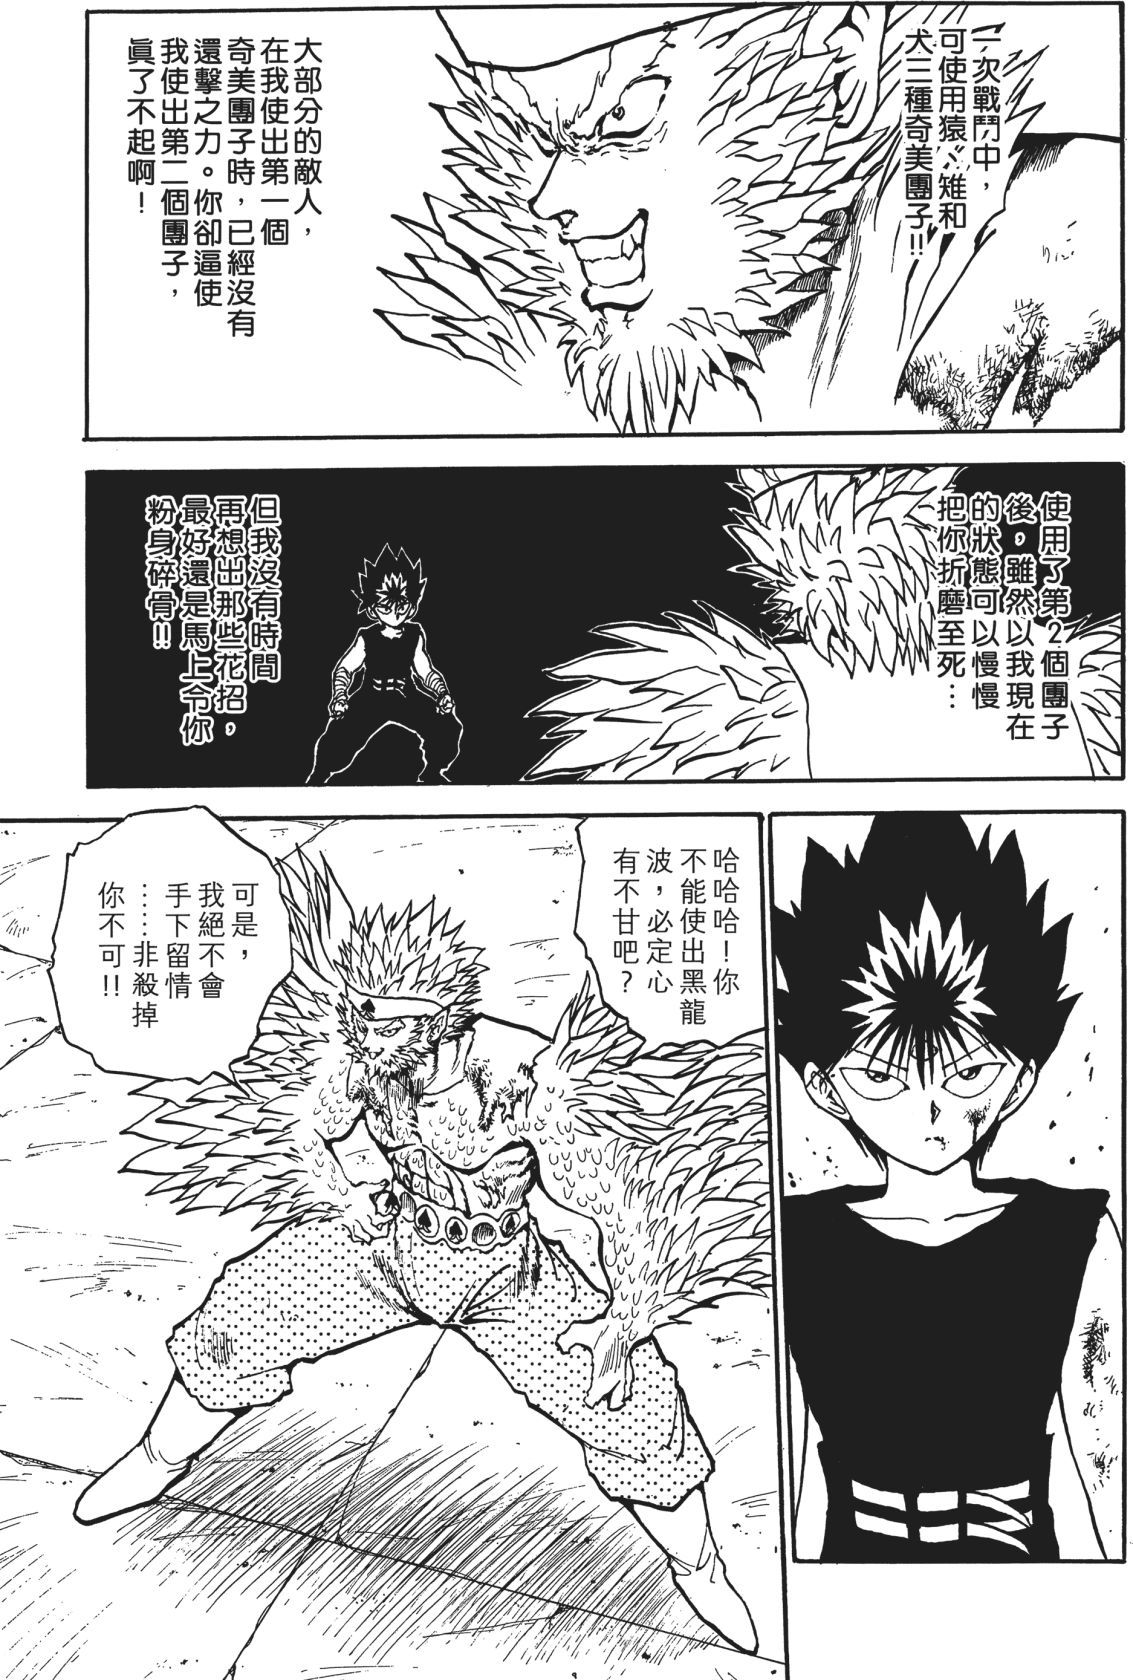 一次戰鬥中，
可使用猿、雉和
犬三種奇美團子!!
大部分的敵人，
在我使出第一個
奇美團子時，已經沒有
還擊之力。你卻逼使
我使出第二個團子，
真了不起啊！
使用了第2個團子
後，雖然以我現在
的狀態可以慢慢
把你折磨至死…
但我沒有時間
再想出那些花招，
最好還是馬上令你
粉身碎骨!!
哈哈哈！你
不能使出黑龍
波，必定心
有不甘吧？
可是，
我絕不會
手下留情
……非殺掉
你不可!!